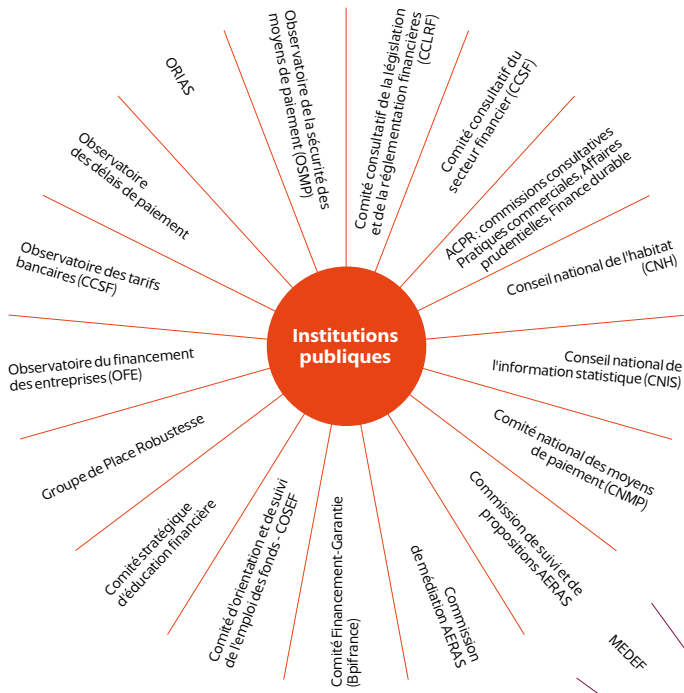 Institutions
publiques
Comité consultatif de la législation
et de la réglementation financières
(CCLRF)
Comité consultatif du
secteur financier (CCSF)
ACPR : commissions consultatives
Pratiques commerciales, Affaires
prudentielles, Finance durable
Conseil national de l'habitat
(CNH)
Conseil national de
l'information statistique (CNIS)
Comité national des moyens
de paiement (CNMP)
Commission de suivi et de
propositions AERAS
Commission
de médiation AERAS
Comité Financement-Garantie
(Bpifrance)
Comité d'orientation et de suivi
de l'emploi des fonds - COSEF
Comité stratégique
d'éducation financière
Groupe de Place Robustesse
Observatoire du financement
des entreprises (OFE)
Observatoire des tarifs
bancaires (CCSF)
Observatoire
des délais de paiement
ORIAS
Observatoire de la sécurité des
moyens de paiement (OSMP)
MEDEF